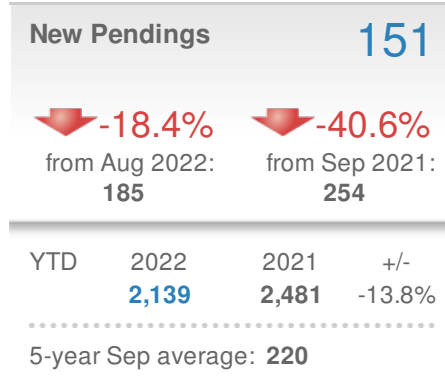 New Pendings 151
-18.4% -40.6%
from Aug 2022: from Sep 2021:
185 254
YTD 2022 2021 +/-
2,139 2,481 -13.8%
5-year Sep average: 220